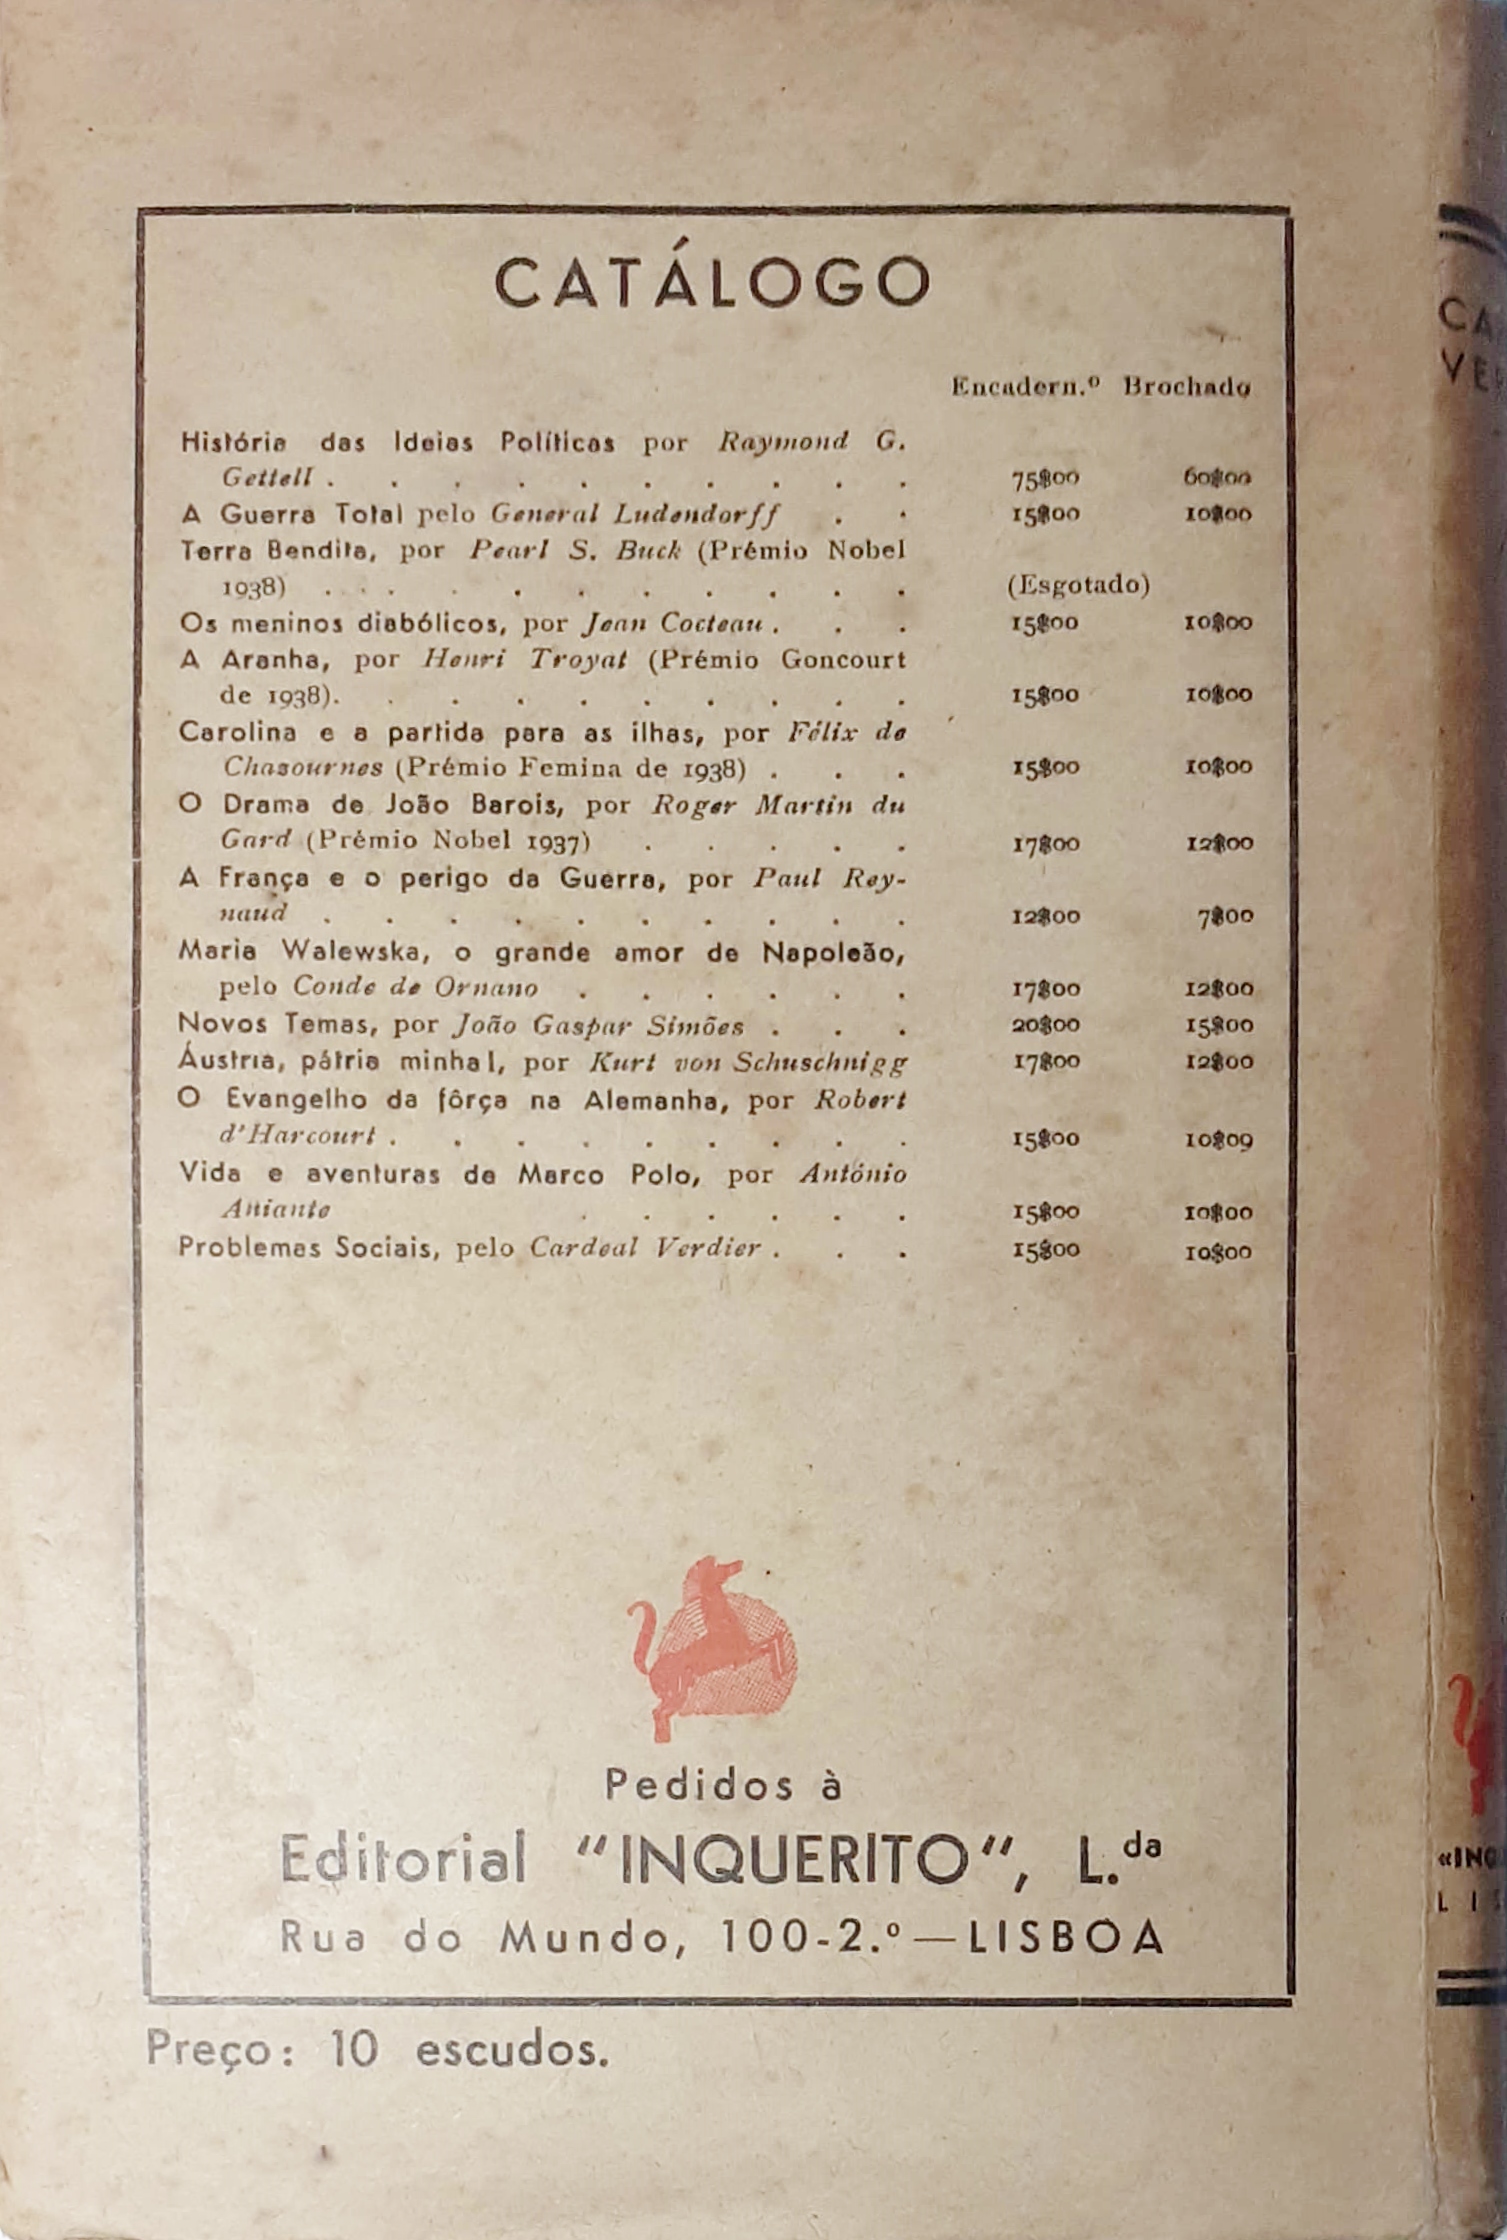 CATÁLOGO
Encadern.º Brochado
História das Ideias Políticas por Raymond G.
Gettell . . . . . . . . . . 75$00 60$00
A Guerra Total pelo General Ludendorff . . 15$00 10$00
Terra Bendita, por Pearl S. Buck (Prémio Nobel
1938) . . . . . . . . . . . (Esgotado)
Os meninos diabólicos, por Jean Cocteau . . . 15$00 10$00
A Aranha, por Henri Troyat (Prémio Goncourt
de 1938). . . . . . . . . . 15$00 10$00
Carolina e a partida para as ilhas, por Félix de
Chasournes (Prémio Femina de 1938) . . . 15$00 10$00
O Drama de João Barois, por Roger Martin du
Gard (Prémio Nobel 1937) . . . . . 17$00 12$00
A França e o perigo da Guerra, por Paul Rey-
naud . . . . . . . . . . 12$00 7$00
Maria Walewska, o grande amor de Napoleão,
pelo Conde de Ornano . . . . . . 17$00 12$00
Novos Temas, por João Gaspar Simões . . . 20$00 15$00
Áustria, pátria minha!, por Kurt von Schuschnigg 17$00 12$00
O Evangelho da fôrça na Alemanha, por Robert
d'Harcourt . . . . . . . . . 15$00 10$09
Vida e aventuras de Marco Polo, por António
Aniante . . . . . . 15$00 10$00
Problemas Sociais, pelo Cardeal Verdier . . . 15$00 10$00
Pedidos à
Editorial "INQUERITO", L.da
Rua do Mundo, 100-2.º — LISBOA
Preço: 10 escudos.